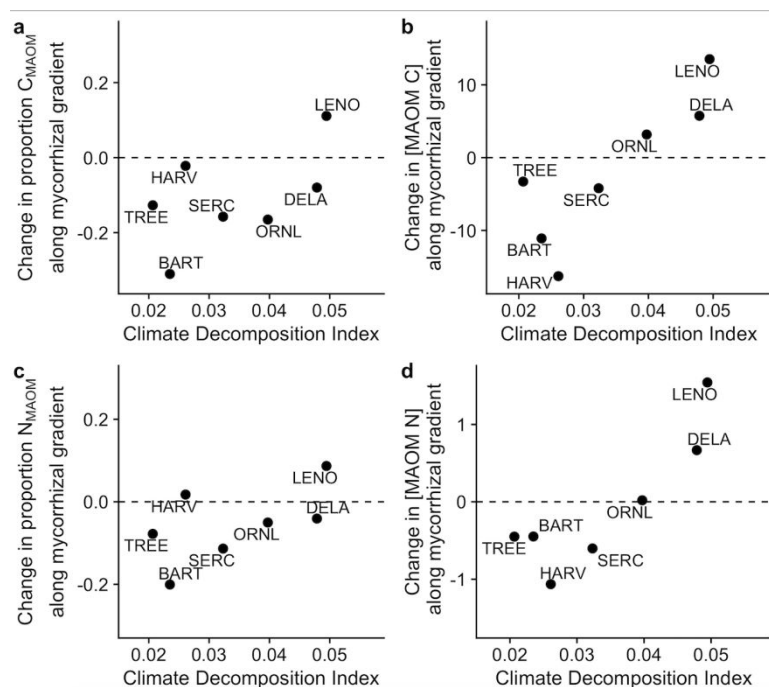 a
Change in proportion C_MAOM
along mycorrhizal gradient
0.2
0.0
-0.2
LENO
HARV
TREE
SERC
DELA
ORNL
BART
0.02 0.03 0.04 0.05
Climate Decomposition Index
b
Change in [MAOM C]
along mycorrhizal gradient
10
0
-10
LENO
DELA
ORNL
TREE
SERC
BART
HARV
0.02 0.03 0.04 0.05
Climate Decomposition Index
c
Change in proportion N_MAOM
along mycorrhizal gradient
0.2
0.0
-0.2
LENO
HARV
DELA
ORNL
TREE
SERC
BART
0.02 0.03 0.04 0.05
Climate Decomposition Index
d
Change in [MAOM N]
along mycorrhizal gradient
1
0
-1
LENO
DELA
ORNL
BART
TREE
SERC
HARV
0.02 0.03 0.04 0.05
Climate Decomposition Index